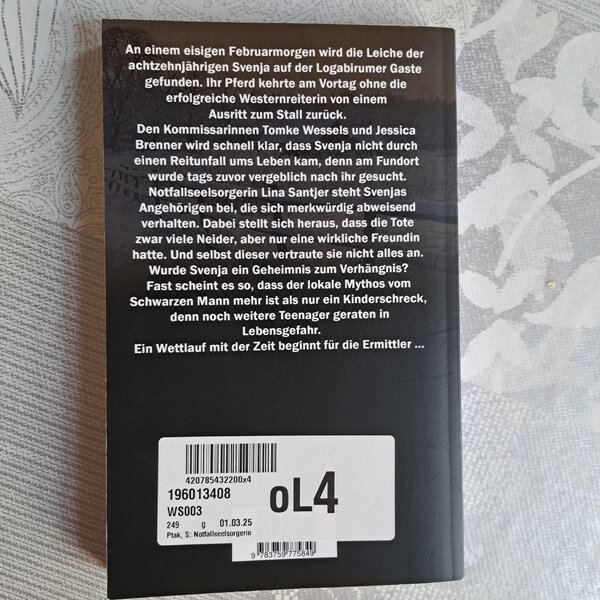 An einem eisigen Februarmorgen wird die Leiche der
achtzehnjährigen Svenja auf der Logabirumer Gaste
gefunden. Ihr Pferd kehrte am Vortag ohne die
erfolgreiche Westernreiterin von einem
Ausritt zum Stall zurück.
Den Kommissarinnen Tomke Wessels und Jessica
Brenner wird schnell klar, dass Svenja nicht durch
einen Reitunfall ums Leben kam, denn am Fundort
wurde tags zuvor vergeblich nach ihr gesucht.
Notfallseelsorgerin Lina Santjer steht Svenjas
Angehörigen bei, die sich merkwürdig abweisend
verhalten. Dabei stellt sich heraus, dass die Tote
zwar viele Neider, aber nur eine wirkliche Freundin
hatte. Und selbst dieser vertraute sie nicht alles an.
Wurde Svenja ein Geheimnis zum Verhängnis?
Fast scheint es so, dass der lokale Mythos vom
Schwarzen Mann mehr ist als nur ein Kinderschreck,
denn noch weitere Teenager geraten in
Lebensgefahr.
Ein Wettlauf mit der Zeit beginnt für die Ermittler ...
420785432200x4
196013408
WS003
oL4
249 g 01.03.25
Ptak, S: Notfallseelsorgerin
9 783759 775849